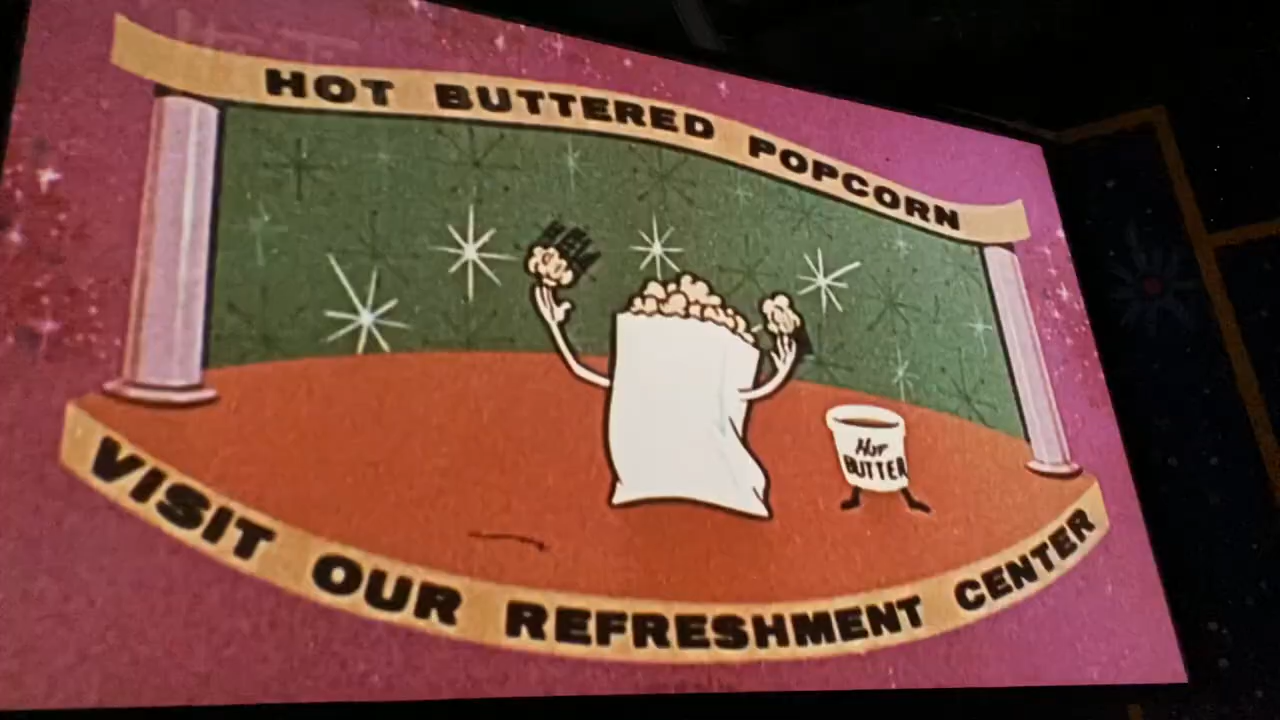 HOT BUTTERED POPCORN
Hot
BUTTER
VISIT OUR REFRESHMENT CENTER